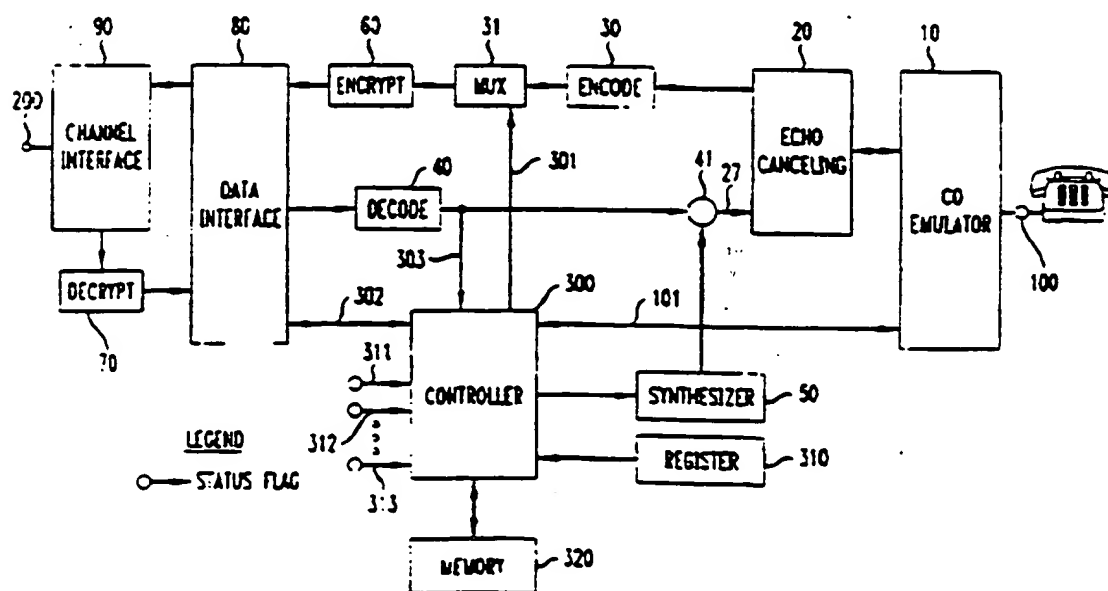 90
80
60
31
30
20
10
200
CHANNEL
INTERFACE
DATA
INTERFACE
ENCRYPT
MUX
ENCODE
ECHO
CANCELING
CO
EMULATOR
40
DECODE
301
41
27
303
DECRYPT
70
302
300
101
100
311
312
313
CONTROLLER
SYNTHESIZER
50
REGISTER
310
LEGEND
STATUS FLAG
MEMORY
320